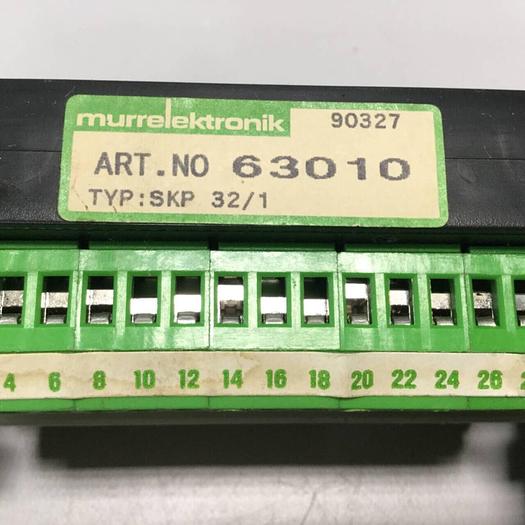 murrelektronik 90327
ART.NO 63010
TYP:SKP 32/1
4 6 8 10 12 14 16 18 20 22 24 26